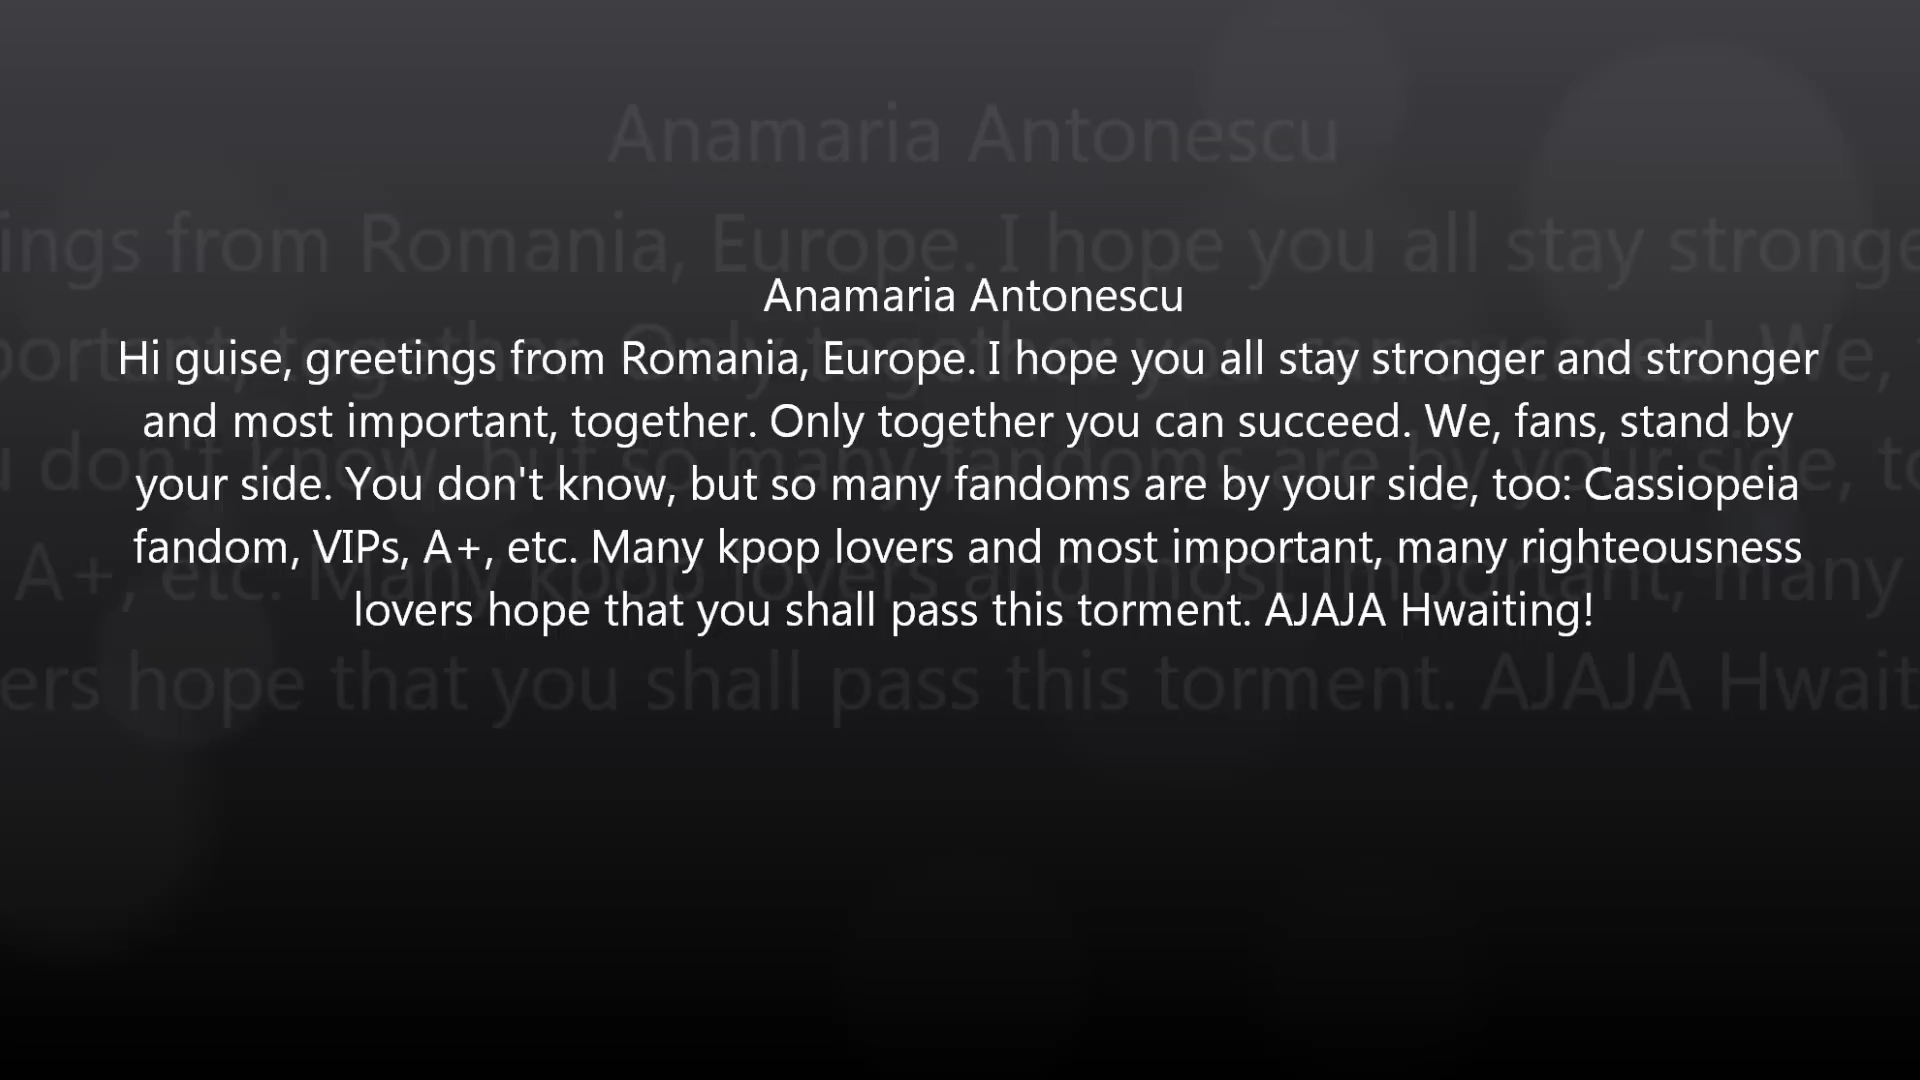 Anamaria Antonescu
Hi guise, greetings from Romania, Europe. I hope you all stay stronger and stronger
and most important, together. Only together you can succeed. We, fans, stand by
your side. You don't know, but so many fandoms are by your side, too: Cassiopeia
fandom, VIPs, A+, etc. Many kpop lovers and most important, many righteousness
lovers hope that you shall pass this torment. AJAJA Hwaiting!